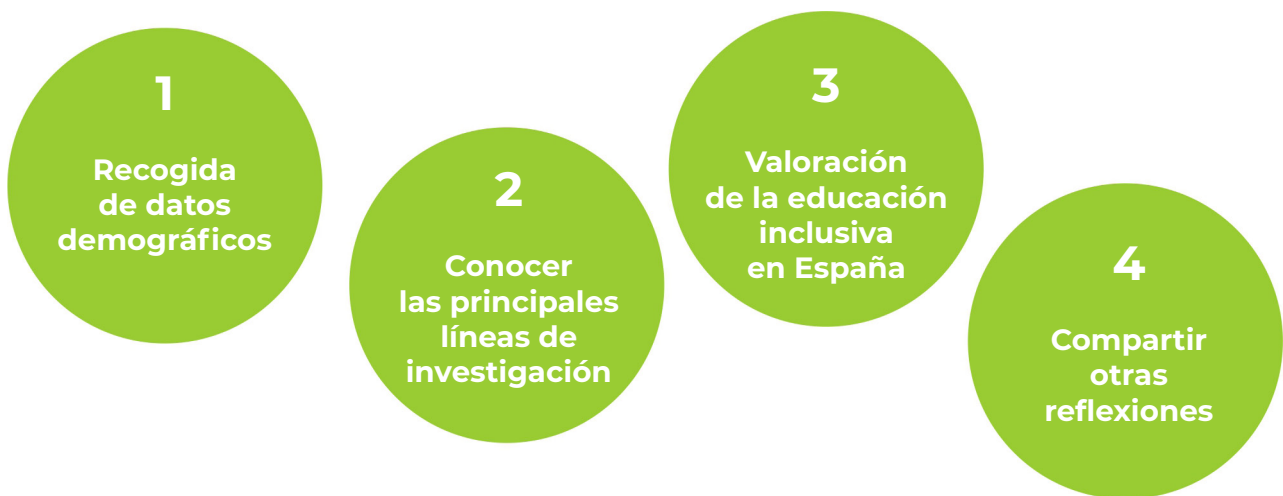 1
Recogida
de datos
demográficos
2
Conocer
las principales
líneas de
investigación
3
Valoración
de la educación
inclusiva
en España
4
Compartir
otras
reflexiones